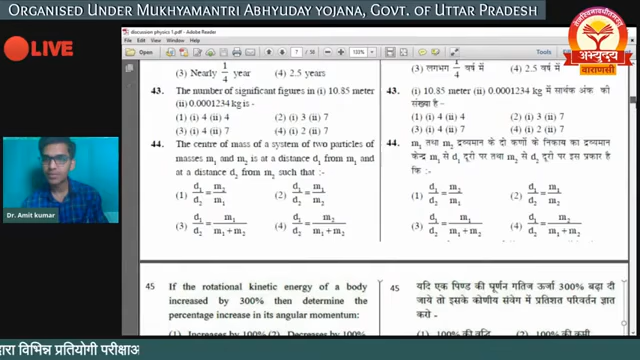 ORGANISED UNDER MUKHYAMANTRI ABHYUDAY YOJANA, GOVT. OF UTTAR PRADESH
LIVE
अभ्युदय
वाराणसी
discussion physics 1.pdf - Adobe Reader
File Edit View Window Help
Open
Tools
Comment
(3) Nearly 1/4 year (4) 2.5 years
43. The number of significant figures in (i) 10.85 meter
(ii) 0.0001234 kg is -
(1) (i) 4 (ii) 4 (2) (i) 3 (ii) 7
(3) (i) 4 (ii) 7 (4) (i) 2 (ii) 7
44. The centre of mass of a system of two particles of
masses m₁ and m₂ is at a distance d₁ from m₁ and
at a distance d₂ from m₂ such that :
(1) d₁/d₂ = m₂/m₁ (2) d₁/d₂ = m₁/m₂
(3) d₁/d₂ = m₁/(m₁ + m₂) (4) d₁/d₂ = m₂/(m₁ + m₂)
45 If the rotational kinetic energy of a body
increased by 300% then determine the
percentage increase in its angular momentum:
(1) Increases by 100% (2) Decreases by 100%
(3) लगभग 1/4 वर्ष में (4) 2.5 वर्ष में
43. (i) 10.85 meter (ii) 0.0001234 kg में सार्थक अंक की
संख्या है -
(1) (i) 4 (ii) 4 (2) (i) 3 (ii) 7
(3) (i) 4 (ii) 7 (4) (i) 2 (ii) 7
44. m₁ तथा m₂ द्रव्यमान के दो कणों के निकाय का द्रव्यमान
केन्द्र m₁ से d₁ दूरी पर तथा m₂ से d₂ दूरी पर इस प्रकार है
कि :-
(1) d₁/d₂ = m₂/m₁ (2) d₁/d₂ = m₁/m₂
(3) d₁/d₂ = m₁/(m₁ + m₂) (4) d₁/d₂ = m₂/(m₁ + m₂)
45 यदि एक पिण्ड की घूर्णन गतिज ऊर्जा 300% बढ़ा दी
जाये तो इसके कोणीय संवेग में प्रतिशत परिवर्तन ज्ञात
करो :-
(1) 100% की वृद्धि (2) 100% की कमी
Dr. Amit kumar
द्वारा विभिन्न प्रतियोगी परीक्षाअ